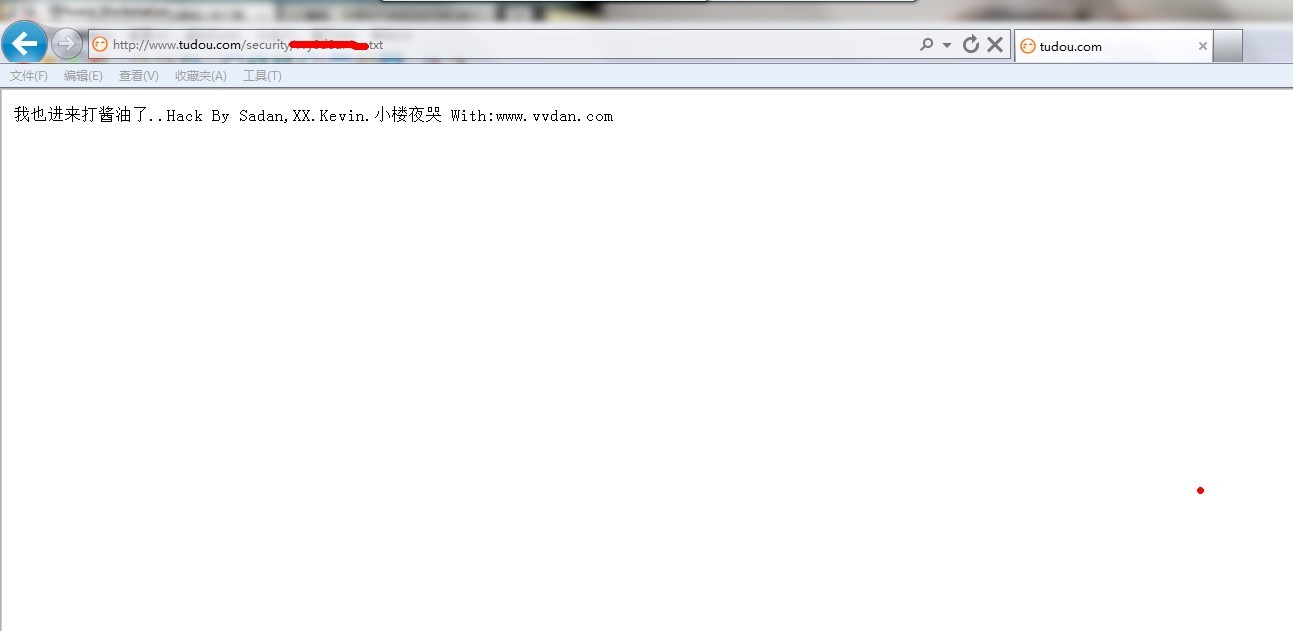 http://www.tudou.com/security/ txt
tudou.com
文件(F) 编辑(E) 查看(V) 收藏夹(A) 工具(T)
我也进来打酱油了..Hack By Sadan,XX.Kevin.小楼夜哭 With:www.vvdan.com